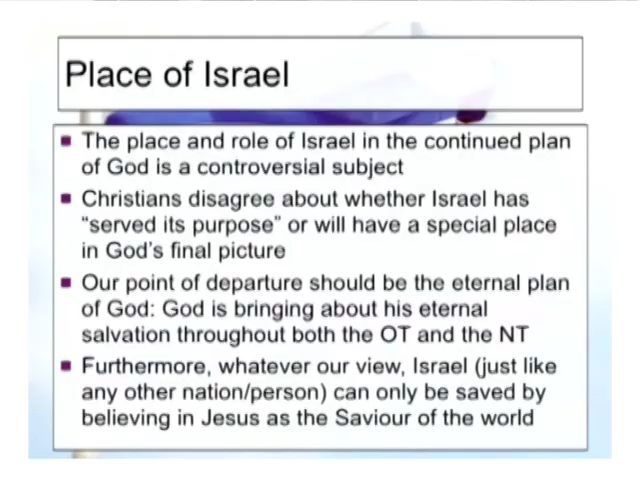 Place of Israel
The place and role of Israel in the continued plan
of God is a controversial subject
Christians disagree about whether Israel has
“served its purpose” or will have a special place
in God’s final picture
Our point of departure should be the eternal plan
of God: God is bringing about his eternal
salvation throughout both the OT and the NT
Furthermore, whatever our view, Israel (just like
any other nation/person) can only be saved by
believing in Jesus as the Saviour of the world